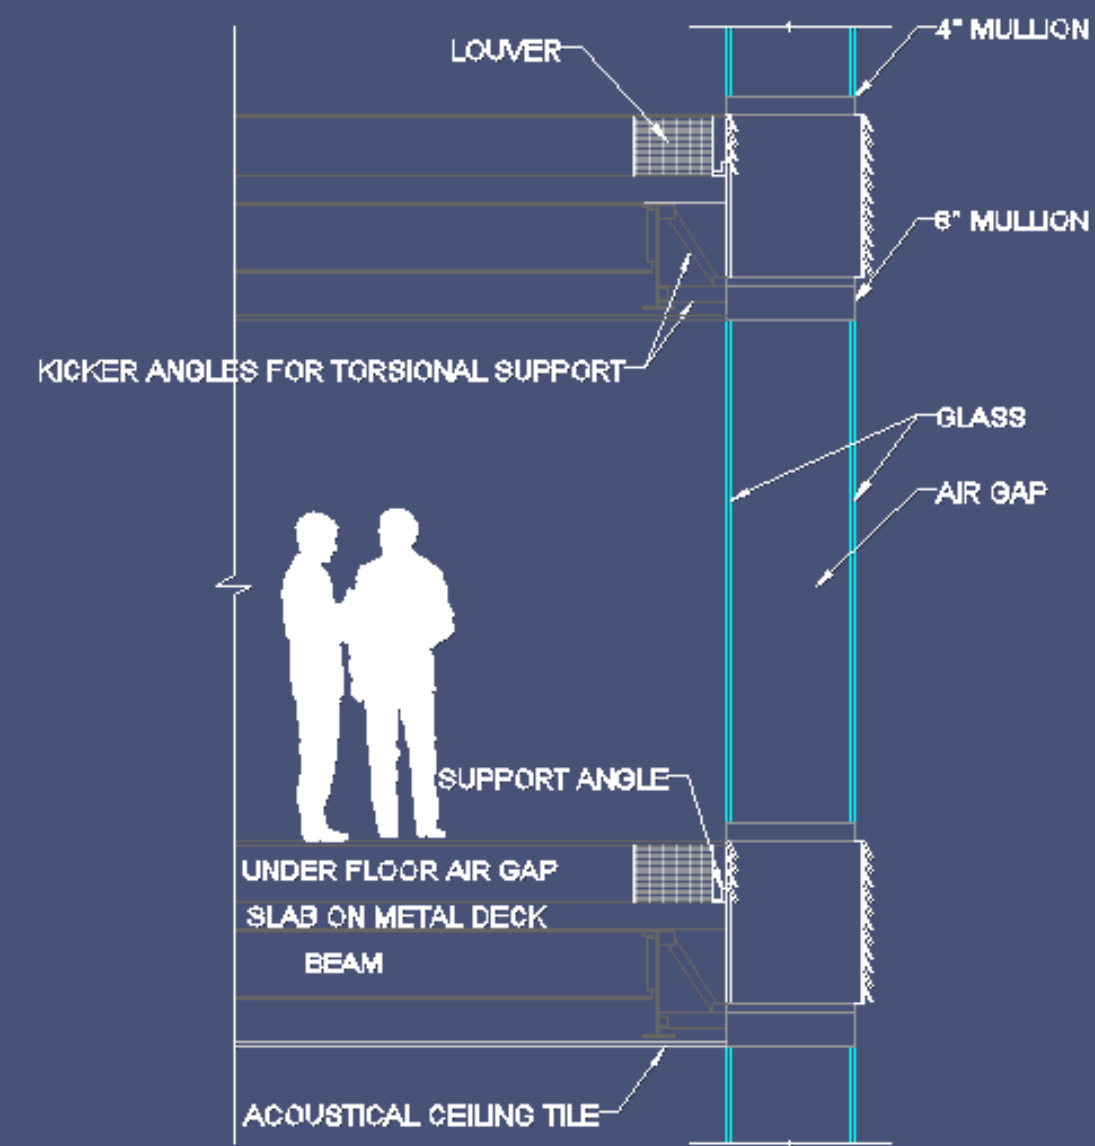 4" MULLION
LOUVER
6" MULLION
KICKER ANGLES FOR TORSIONAL SUPPORT
GLASS
AIR GAP
SUPPORT ANGLE
UNDER FLOOR AIR GAP
SLAB ON METAL DECK
BEAM
ACOUSTICAL CEILING TILE